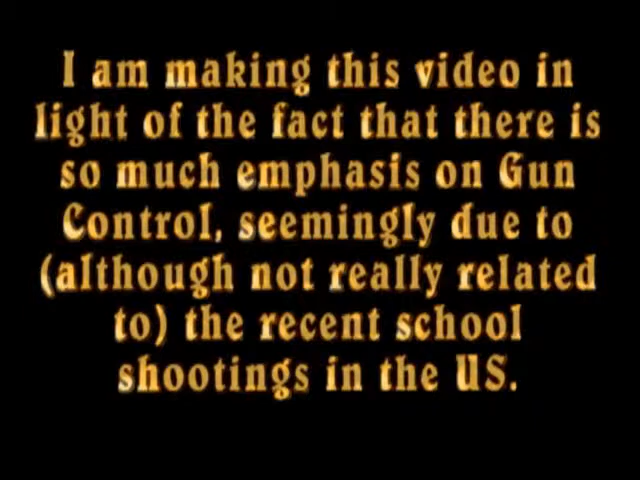 I am making this video in
light of the fact that there is
so much emphasis on Gun
Control, seemingly due to
(although not really related
to) the recent school
shootings in the US.